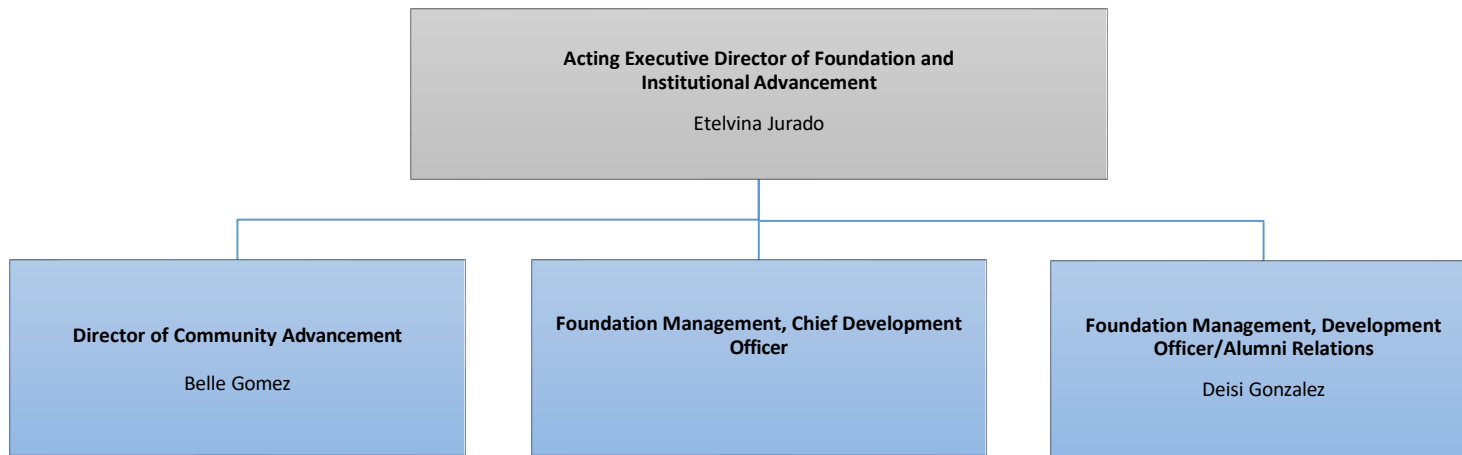 Acting Executive Director of Foundation and
Institutional Advancement
Etelvina Jurado
Director of Community Advancement
Belle Gomez
Foundation Management, Chief Development
Officer
Foundation Management, Development
Officer/Alumni Relations
Deisi Gonzalez